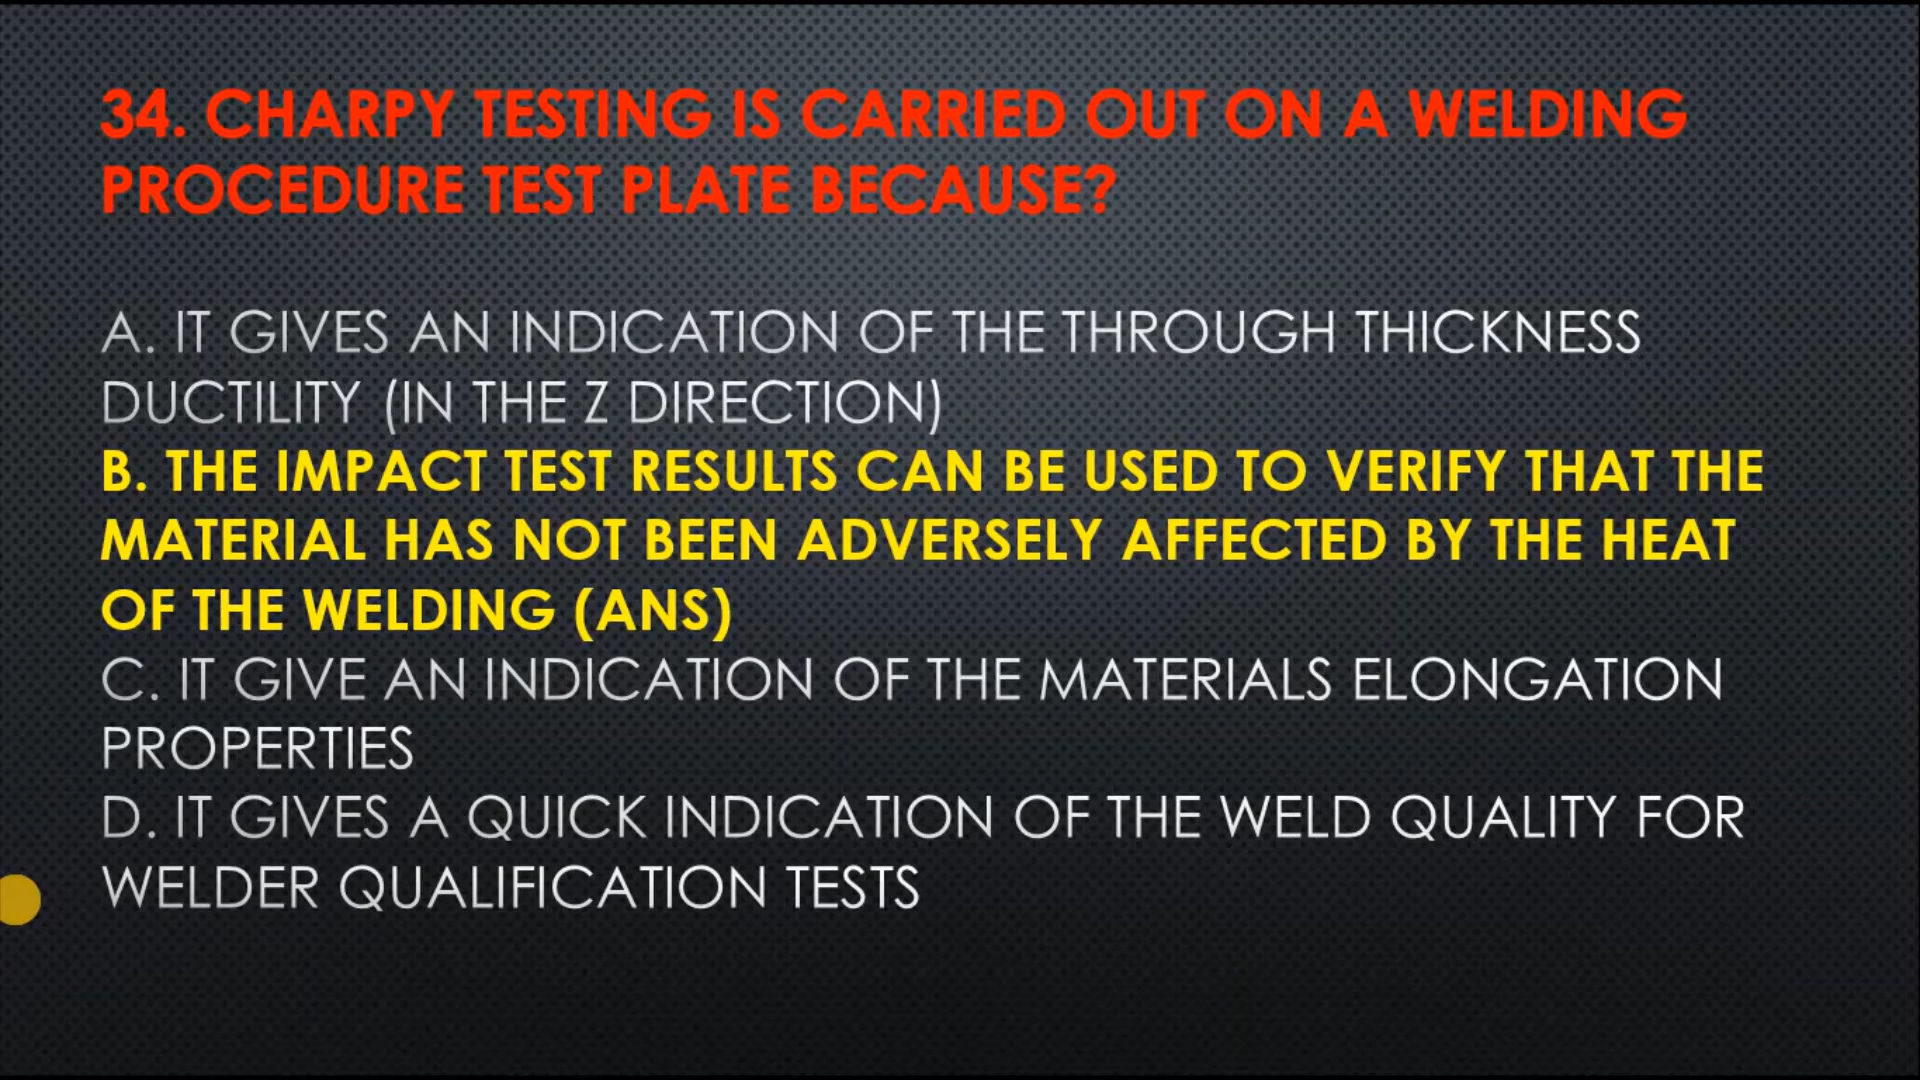 34. CHARPY TESTING IS CARRIED OUT ON A WELDING
PROCEDURE TEST PLATE BECAUSE?
A. IT GIVES AN INDICATION OF THE THROUGH THICKNESS
DUCTILITY (IN THE Z DIRECTION)
B. THE IMPACT TEST RESULTS CAN BE USED TO VERIFY THAT THE
MATERIAL HAS NOT BEEN ADVERSELY AFFECTED BY THE HEAT
OF THE WELDING (ANS)
C. IT GIVE AN INDICATION OF THE MATERIALS ELONGATION
PROPERTIES
D. IT GIVES A QUICK INDICATION OF THE WELD QUALITY FOR
WELDER QUALIFICATION TESTS